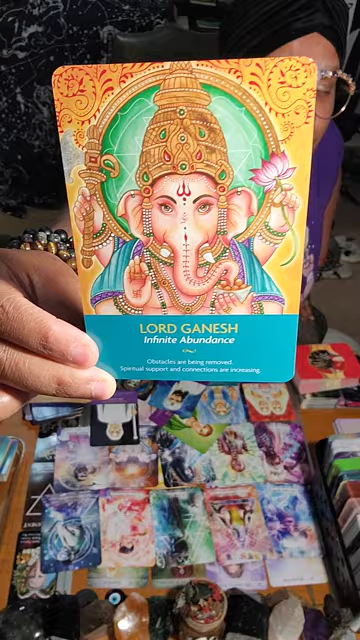 LORD GANESH
Infinite Abundance
Obstacles are being removed.
Spiritual support and connections are increasing.